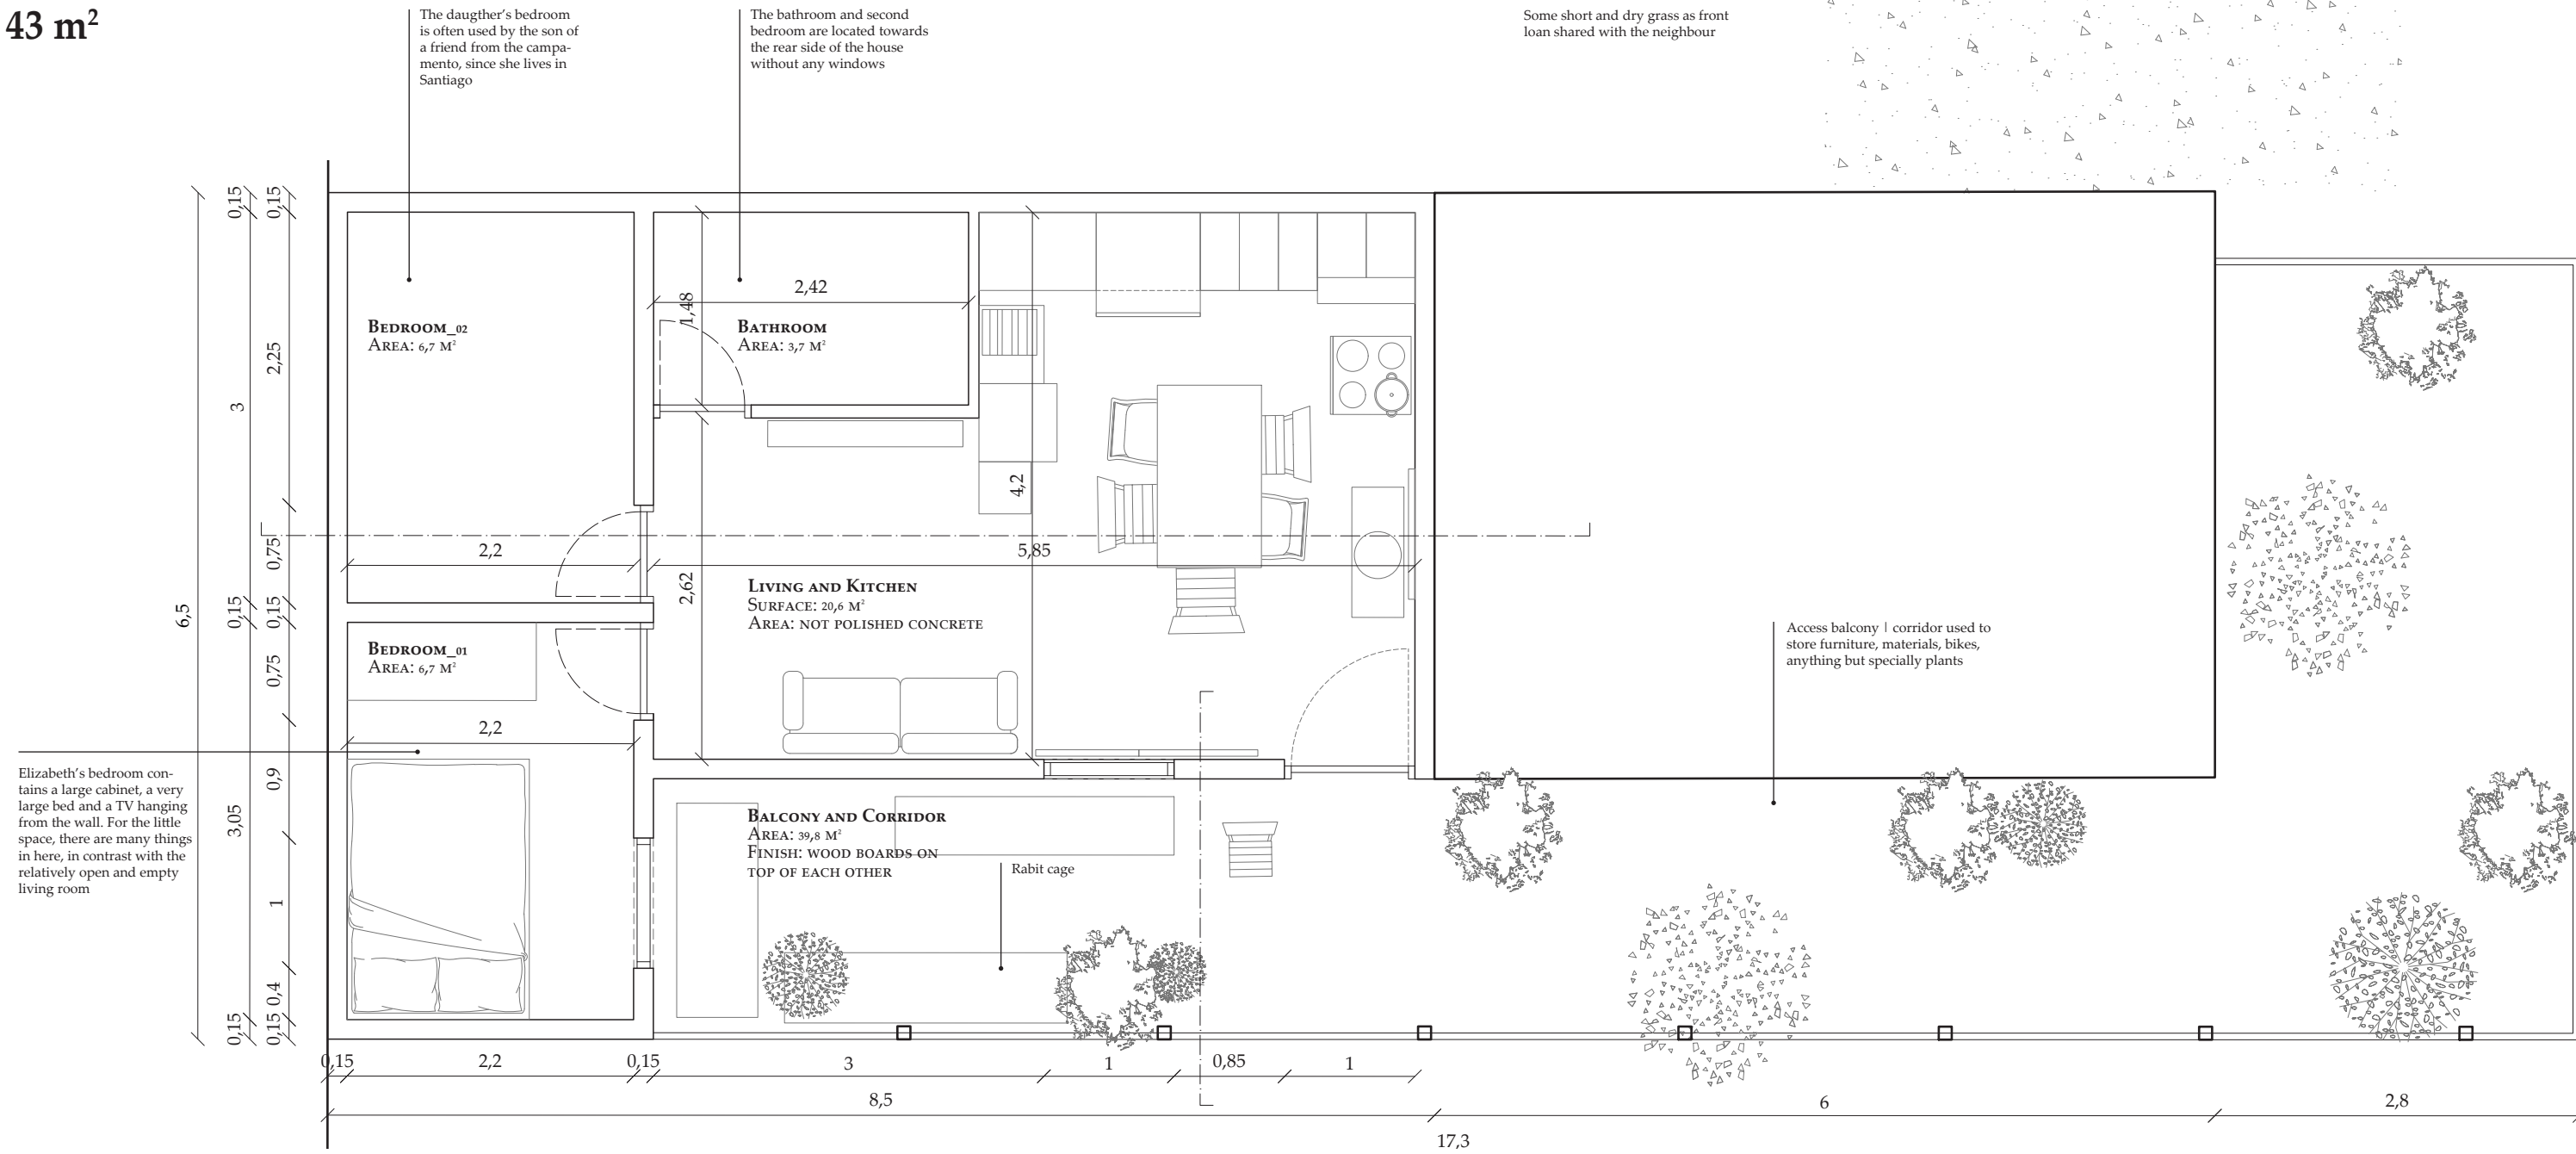 43 m²
The daugther's bedroom
is often used by the son of
a friend from the campa-
mento, since she lives in
Santiago
The bathroom and second
bedroom are located towards
the rear side of the house
without any windows
Some short and dry grass as front
loan shared with the neighbour
0,15
0,15
2,42
1,48
Bedroom_02
Area: 6,7 m²
Bathroom
Area: 3,7 m²
2,25
3
4,2
0,75
2,2
5,85
2,62
Living and Kitchen
Surface: 20,6 m²
Area: not polished concrete
6,5
0,15
0,15
Access balcony | corridor used to
store furniture, materials, bikes,
anything but specially plants
Bedroom_01
Area: 6,7 m²
0,75
2,2
Elizabeth's bedroom con-
tains a large cabinet, a very
large bed and a TV hanging
from the wall. For the little
space, there are many things
in here, in contrast with the
relatively open and empty
living room
0,9
3,05
Balcony and Corridor
Area: 39,8 m²
Finish: wood boards on
top of each other
Rabit cage
1
0,4
0,15
0,15
0,15
2,2
0,15
3
1
0,85
1
8,5
6
2,8
17,3